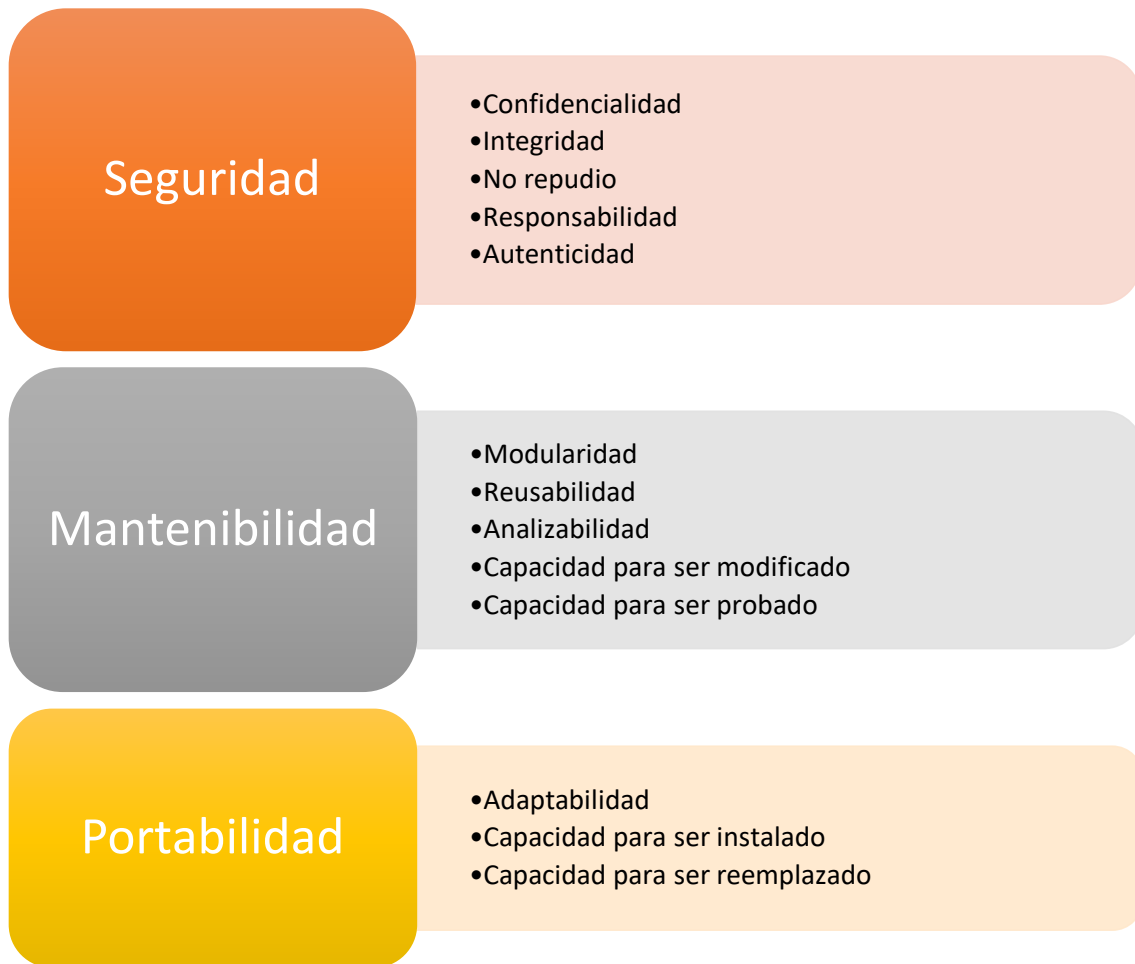 Seguridad
•Confidencialidad
•Integridad
•No repudio
•Responsabilidad
•Autenticidad
Mantenibilidad
•Modularidad
•Reusabilidad
•Analizabilidad
•Capacidad para ser modificado
•Capacidad para ser probado
Portabilidad
•Adaptabilidad
•Capacidad para ser instalado
•Capacidad para ser reemplazado